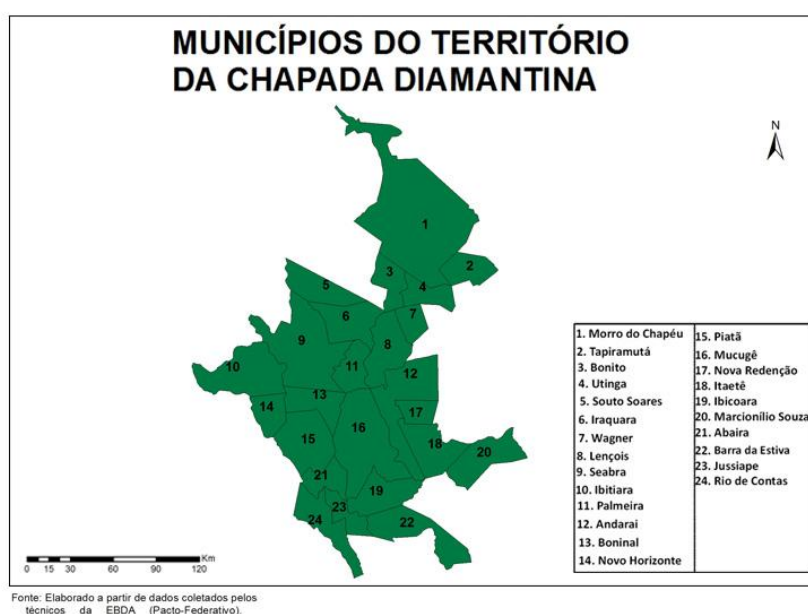 MUNICÍPIOS DO TERRITÓRIO
DA CHAPADA DIAMANTINA
N
1
2
3
4
5
6
7
8
9
10
11
12
13
14
15
16
17
18
19
20
21
22
23
24
1. Morro do Chapéu
2. Tapiramutá
3. Bonito
4. Utinga
5. Souto Soares
6. Iraquara
7. Wagner
8. Lençois
9. Seabra
10. Ibitiara
11. Palmeira
12. Andarai
13. Boninal
14. Novo Horizonte
15. Piatã
16. Mucugê
17. Nova Redenção
18. Itaetê
19. Ibicoara
20. Marcionílio Souza
21. Abaira
22. Barra da Estiva
23. Jussiape
24. Rio de Contas
Km
0 15 30 60 90 120
Fonte: Elaborado a partir de dados coletados pelos
técnicos da EBDA (Pacto-Federativo).